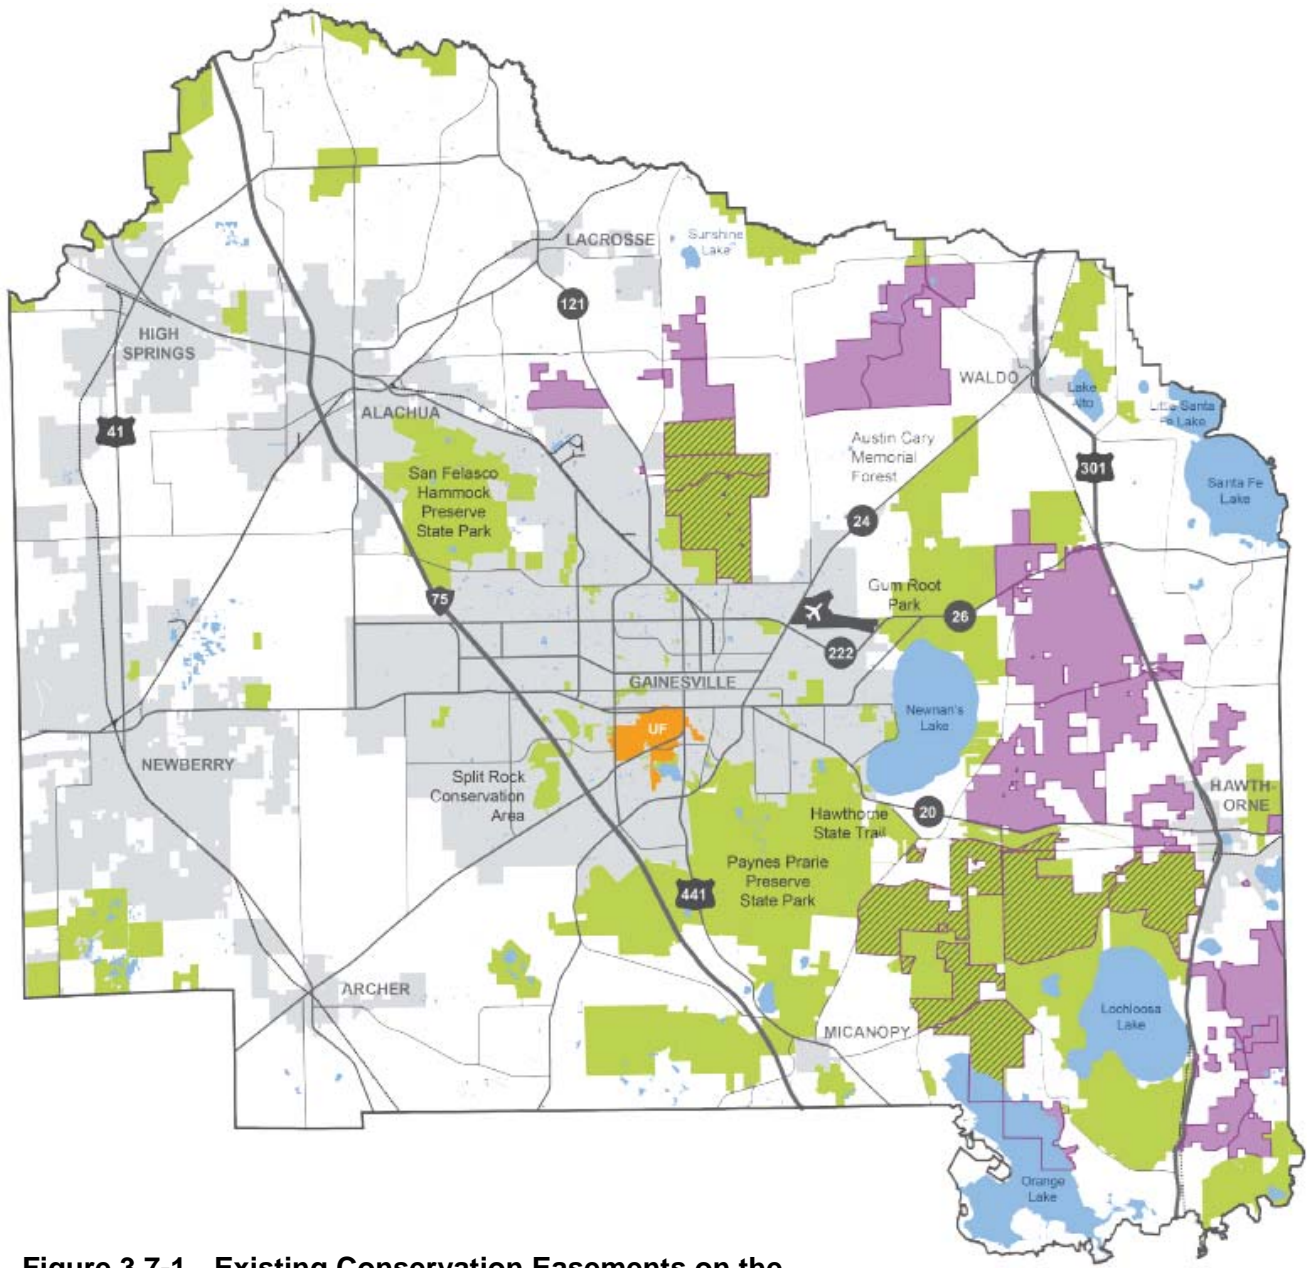 LACROSSE
Sunshine
Lake
121
HIGH
SPRINGS
WALDO
Lake
Alto
Little Santa
Fe Lake
ALACHUA
41
Austin Cary
Memorial
Forest
301
San Felasco
Hammock
Preserve
State Park
Santa Fe
Lake
24
75
Gum Root
Park
26
222
GAINESVILLE
Newnan's
Lake
UF
NEWBERRY
Split Rock
Conservation
Area
HAWTH-
ORNE
20
Hawthorne
State Trail
Paynes Prarie
Preserve
State Park
441
ARCHER
Lochloosa
Lake
MICANOPY
Orange
Lake
Figure 3.7-1 Existing Conservation Easements on the